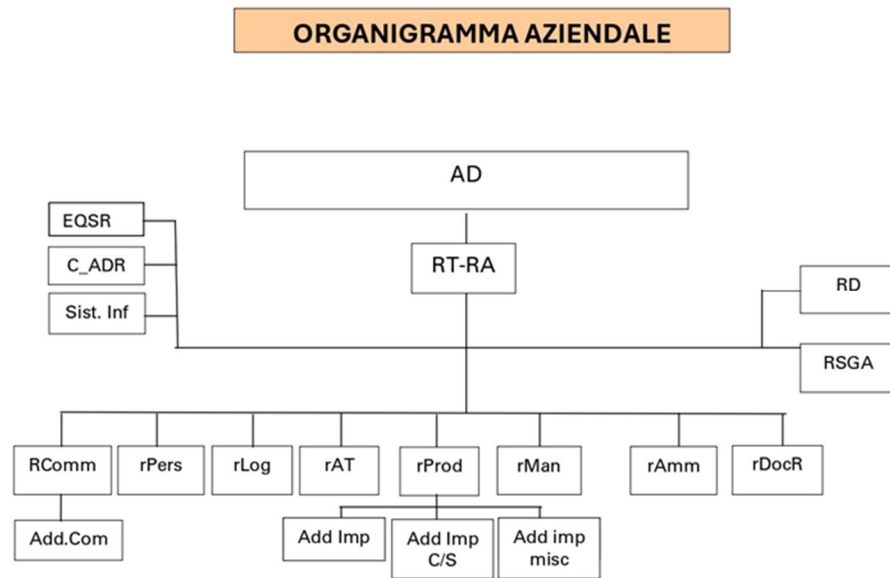 ORGANIGRAMMA AZIENDALE
AD
EQSR
C_ADR
Sist. Inf
RT-RA
RD
RSGA
RComm
rPers
rLog
rAT
rProd
rMan
rAmm
rDocR
Add.Com
Add Imp
Add Imp
C/S
Add imp
misc